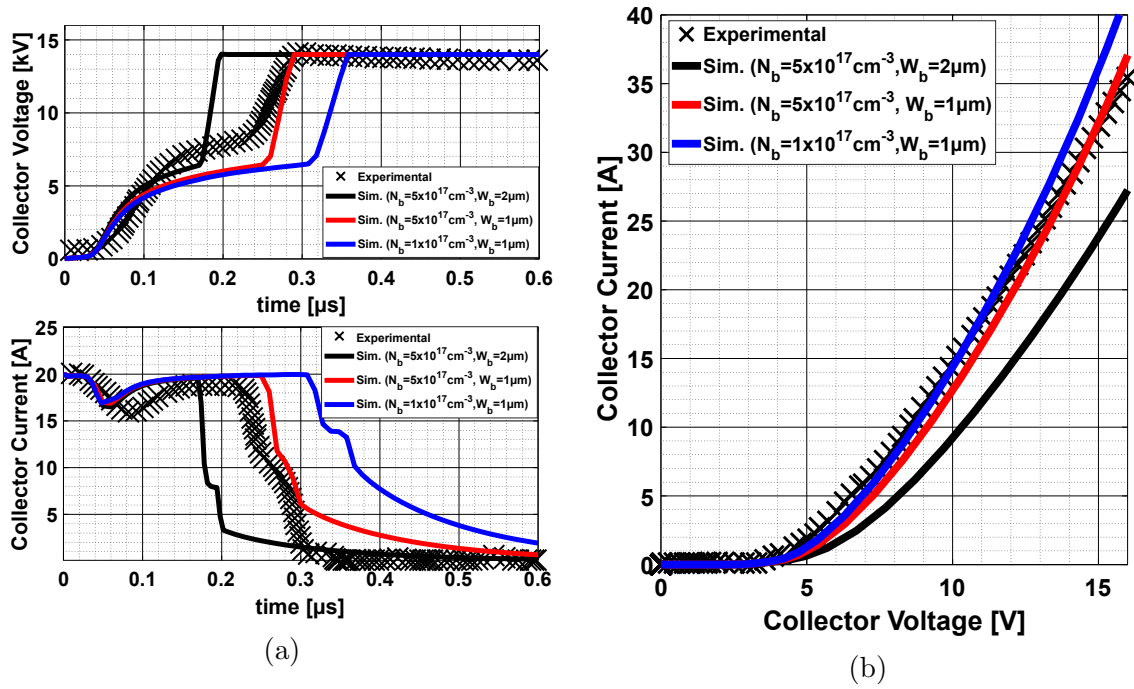 Collector Voltage [kV]
15
10
5
0
0 0.1 0.2 0.3 0.4 0.5 0.6
time [µs]
Experimental
Sim. (N_b=5x10^17cm^-3,W_b=2µm)
Sim. (N_b=5x10^17cm^-3, W_b=1µm)
Sim. (N_b=1x10^17cm^-3,W_b=1µm)
Collector Current [A]
25
20
15
10
5
0
0 0.1 0.2 0.3 0.4 0.5 0.6
time [µs]
Experimental
Sim. (N_b=5x10^17cm^-3,W_b=2µm)
Sim. (N_b=5x10^17cm^-3, W_b=1µm)
Sim. (N_b=1x10^17cm^-3,W_b=1µm)
(a)
Collector Current [A]
40
35
30
25
20
15
10
5
0
5 10 15
Collector Voltage [V]
Experimental
Sim. (N_b=5x10^17cm^-3,W_b=2µm)
Sim. (N_b=5x10^17cm^-3, W_b=1µm)
Sim. (N_b=1x10^17cm^-3,W_b=1µm)
(b)